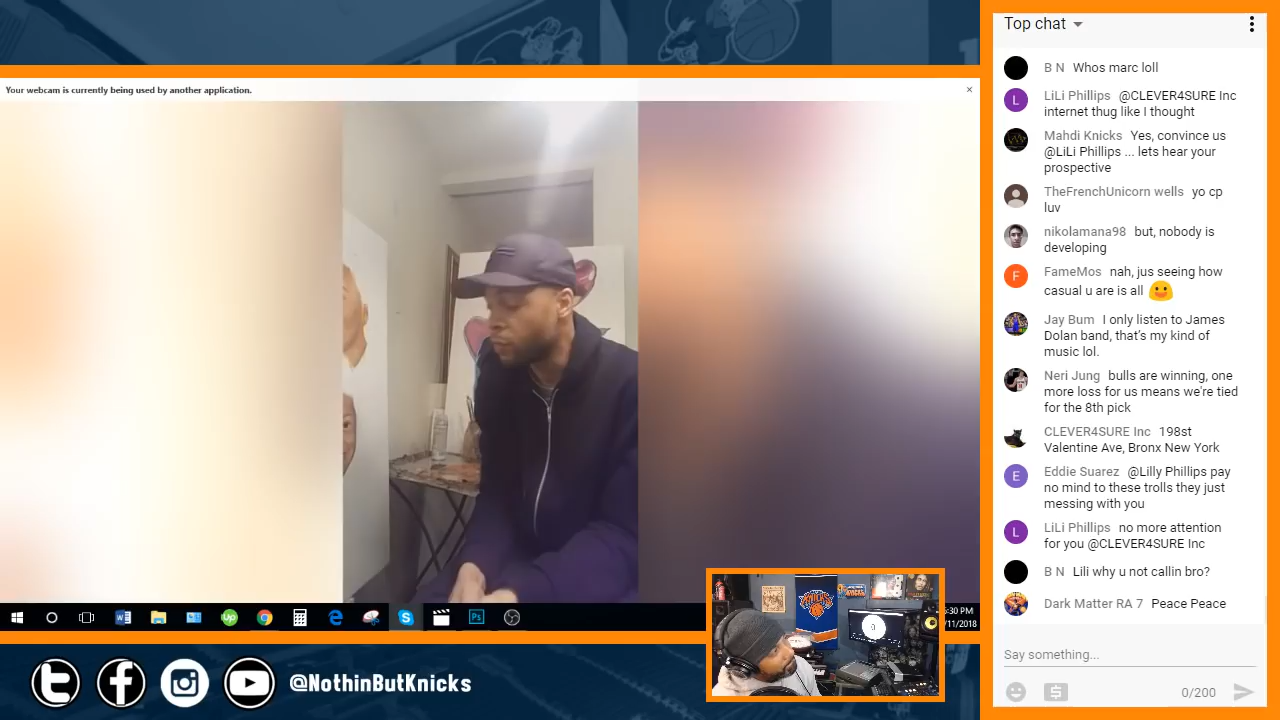 Your webcam is currently being used by another application.
Top chat
B N Whos marc loll
LiLi Phillips @CLEVER4SURE Inc
internet thug like I thought
Mahdi Knicks Yes, convince us
@LiLi Phillips ... lets hear your
prospective
TheFrenchUnicorn wells yo cp
luv
nikolamana98 but, nobody is
developing
FameMos nah, jus seeing how
casual u are is all
Jay Bum I only listen to James
Dolan band, that's my kind of
music lol.
Neri Jung bulls are winning, one
more loss for us means we're tied
for the 8th pick
CLEVER4SURE Inc 198st
Valentine Ave, Bronx New York
Eddie Suarez @Lilly Phillips pay
no mind to these trolls they just
messing with you
LiLi Phillips no more attention
for you @CLEVER4SURE Inc
B N Lili why u not callin bro?
Dark Matter RA 7 Peace Peace
Say something...
0/200
:30 PM
/11/2018
KNICKS
@NothinButKnicks